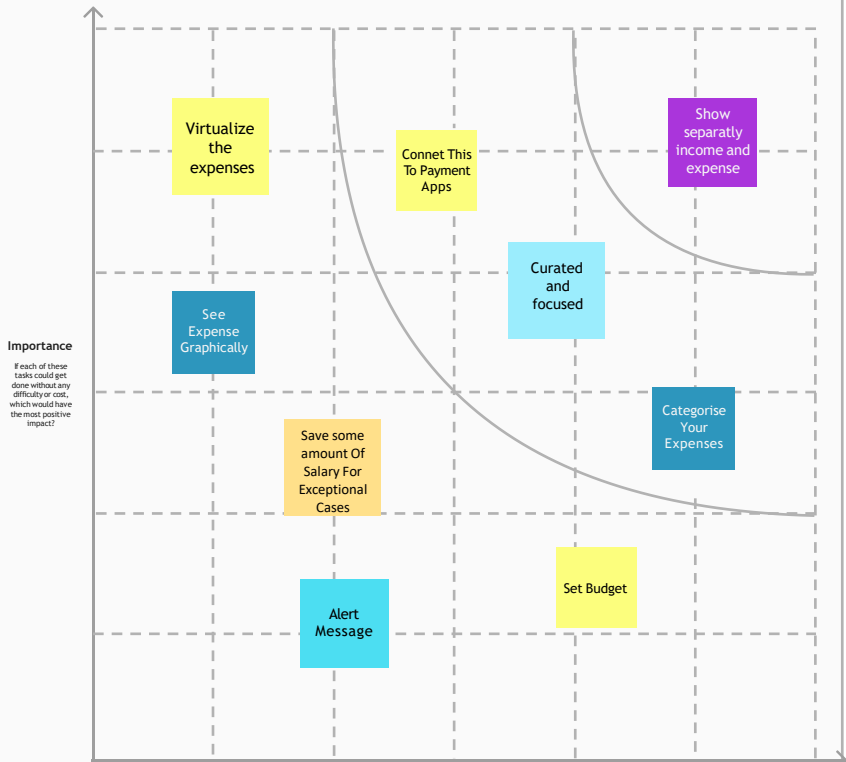 Virtualize
the
expenses
Connet This
To Payment
Apps
Show
separatly
income and
expense
Curated
and
focused
See
Expense
Graphically
Importance
If each of these
tasks could get
done without any
difficulty or cost,
which would have
the most positive
impact?
Categorise
Your
Expenses
Save some
amount Of
Salary For
Exceptional
Cases
Set Budget
Alert
Message